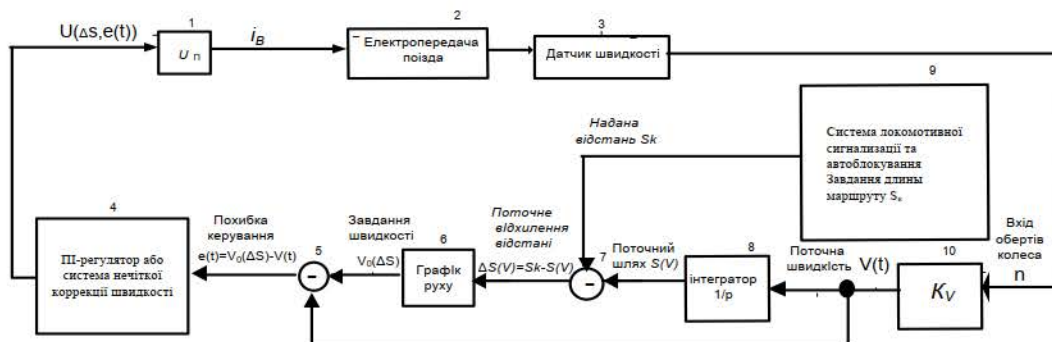 U(Δs,e(t))
1
U п
i_B
2
Електропередача
поїзда
3
Датчик швидкості
9
Система локомотивної
сигналізації та
автоблокування
Завдання длины
маршруту Sₖ
Надана
відстань Sk
4
ПІ-регулятор або
система нечіткої
коррекції швидкості
Похибка
керування
e(t)=V₀(ΔS)-V(t)
5
Завдання
швидкості
V₀(ΔS)
6
Графік
руху
Поточне
відхилення
відстані
ΔS(V)=Sk-S(V)
7
Поточний
шлях S(V)
8
інтегратор
1/p
Поточна
швидкість
V(t)
10
K_V
Вхід
обертів
колеса
n